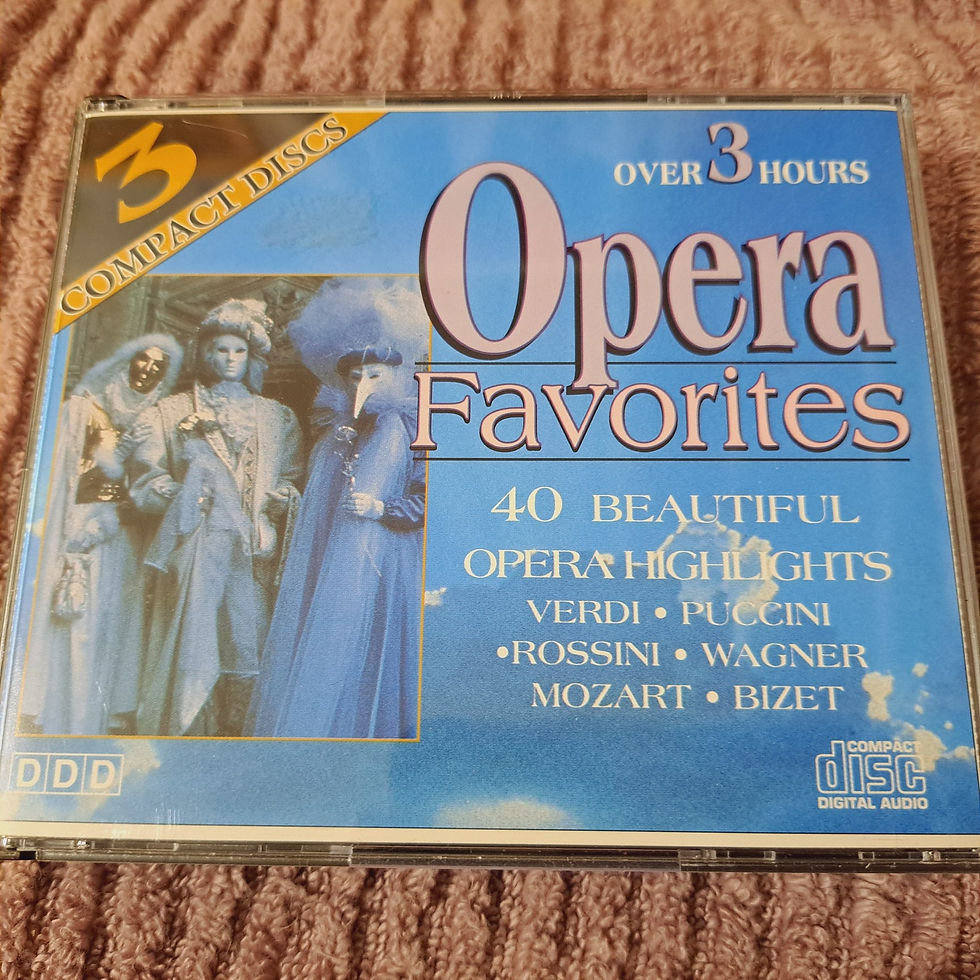 3
COMPACT DISCS
OVER 3 HOURS
Opera
Favorites
40 BEAUTIFUL
OPERA HIGHLIGHTS
VERDI • PUCCINI
•ROSSINI • WAGNER
MOZART • BIZET
DDD
COMPACT
disc
DIGITAL AUDIO